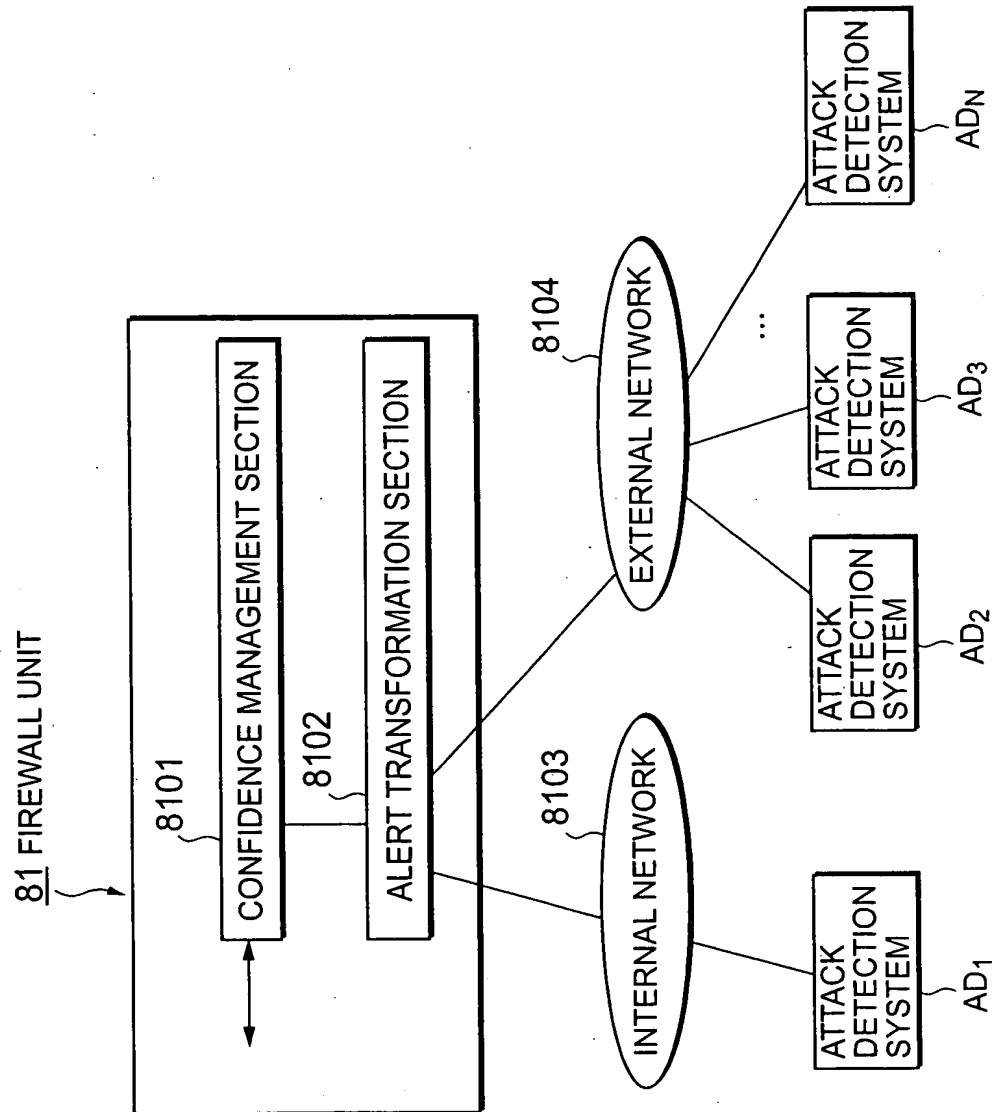 81 FIREWALL UNIT
8101
CONFIDENCE MANAGEMENT SECTION
8102
ALERT TRANSFORMATION SECTION
8103
INTERNAL NETWORK
8104
EXTERNAL NETWORK
ATTACK
DETECTION
SYSTEM
AD1
ATTACK
DETECTION
SYSTEM
AD2
ATTACK
DETECTION
SYSTEM
AD3
...
ATTACK
DETECTION
SYSTEM
ADN